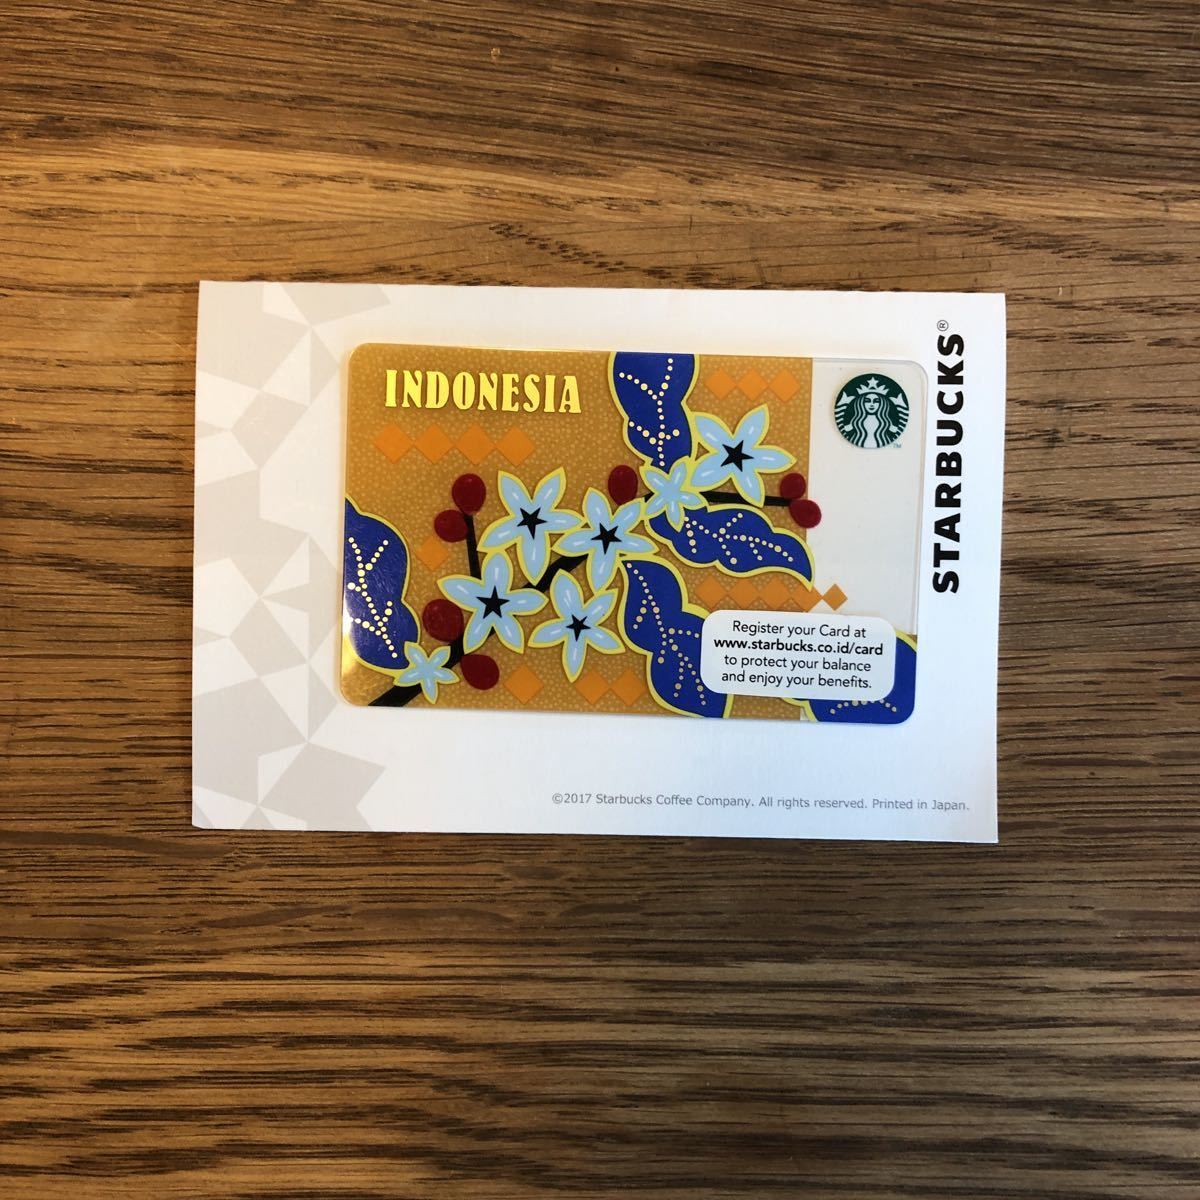 INDONESIA
STARBUCKS®
TM
Register your Card at
www.starbucks.co.id/card
to protect your balance
and enjoy your benefits.
©2017 Starbucks Coffee Company. All rights reserved. Printed in Japan.